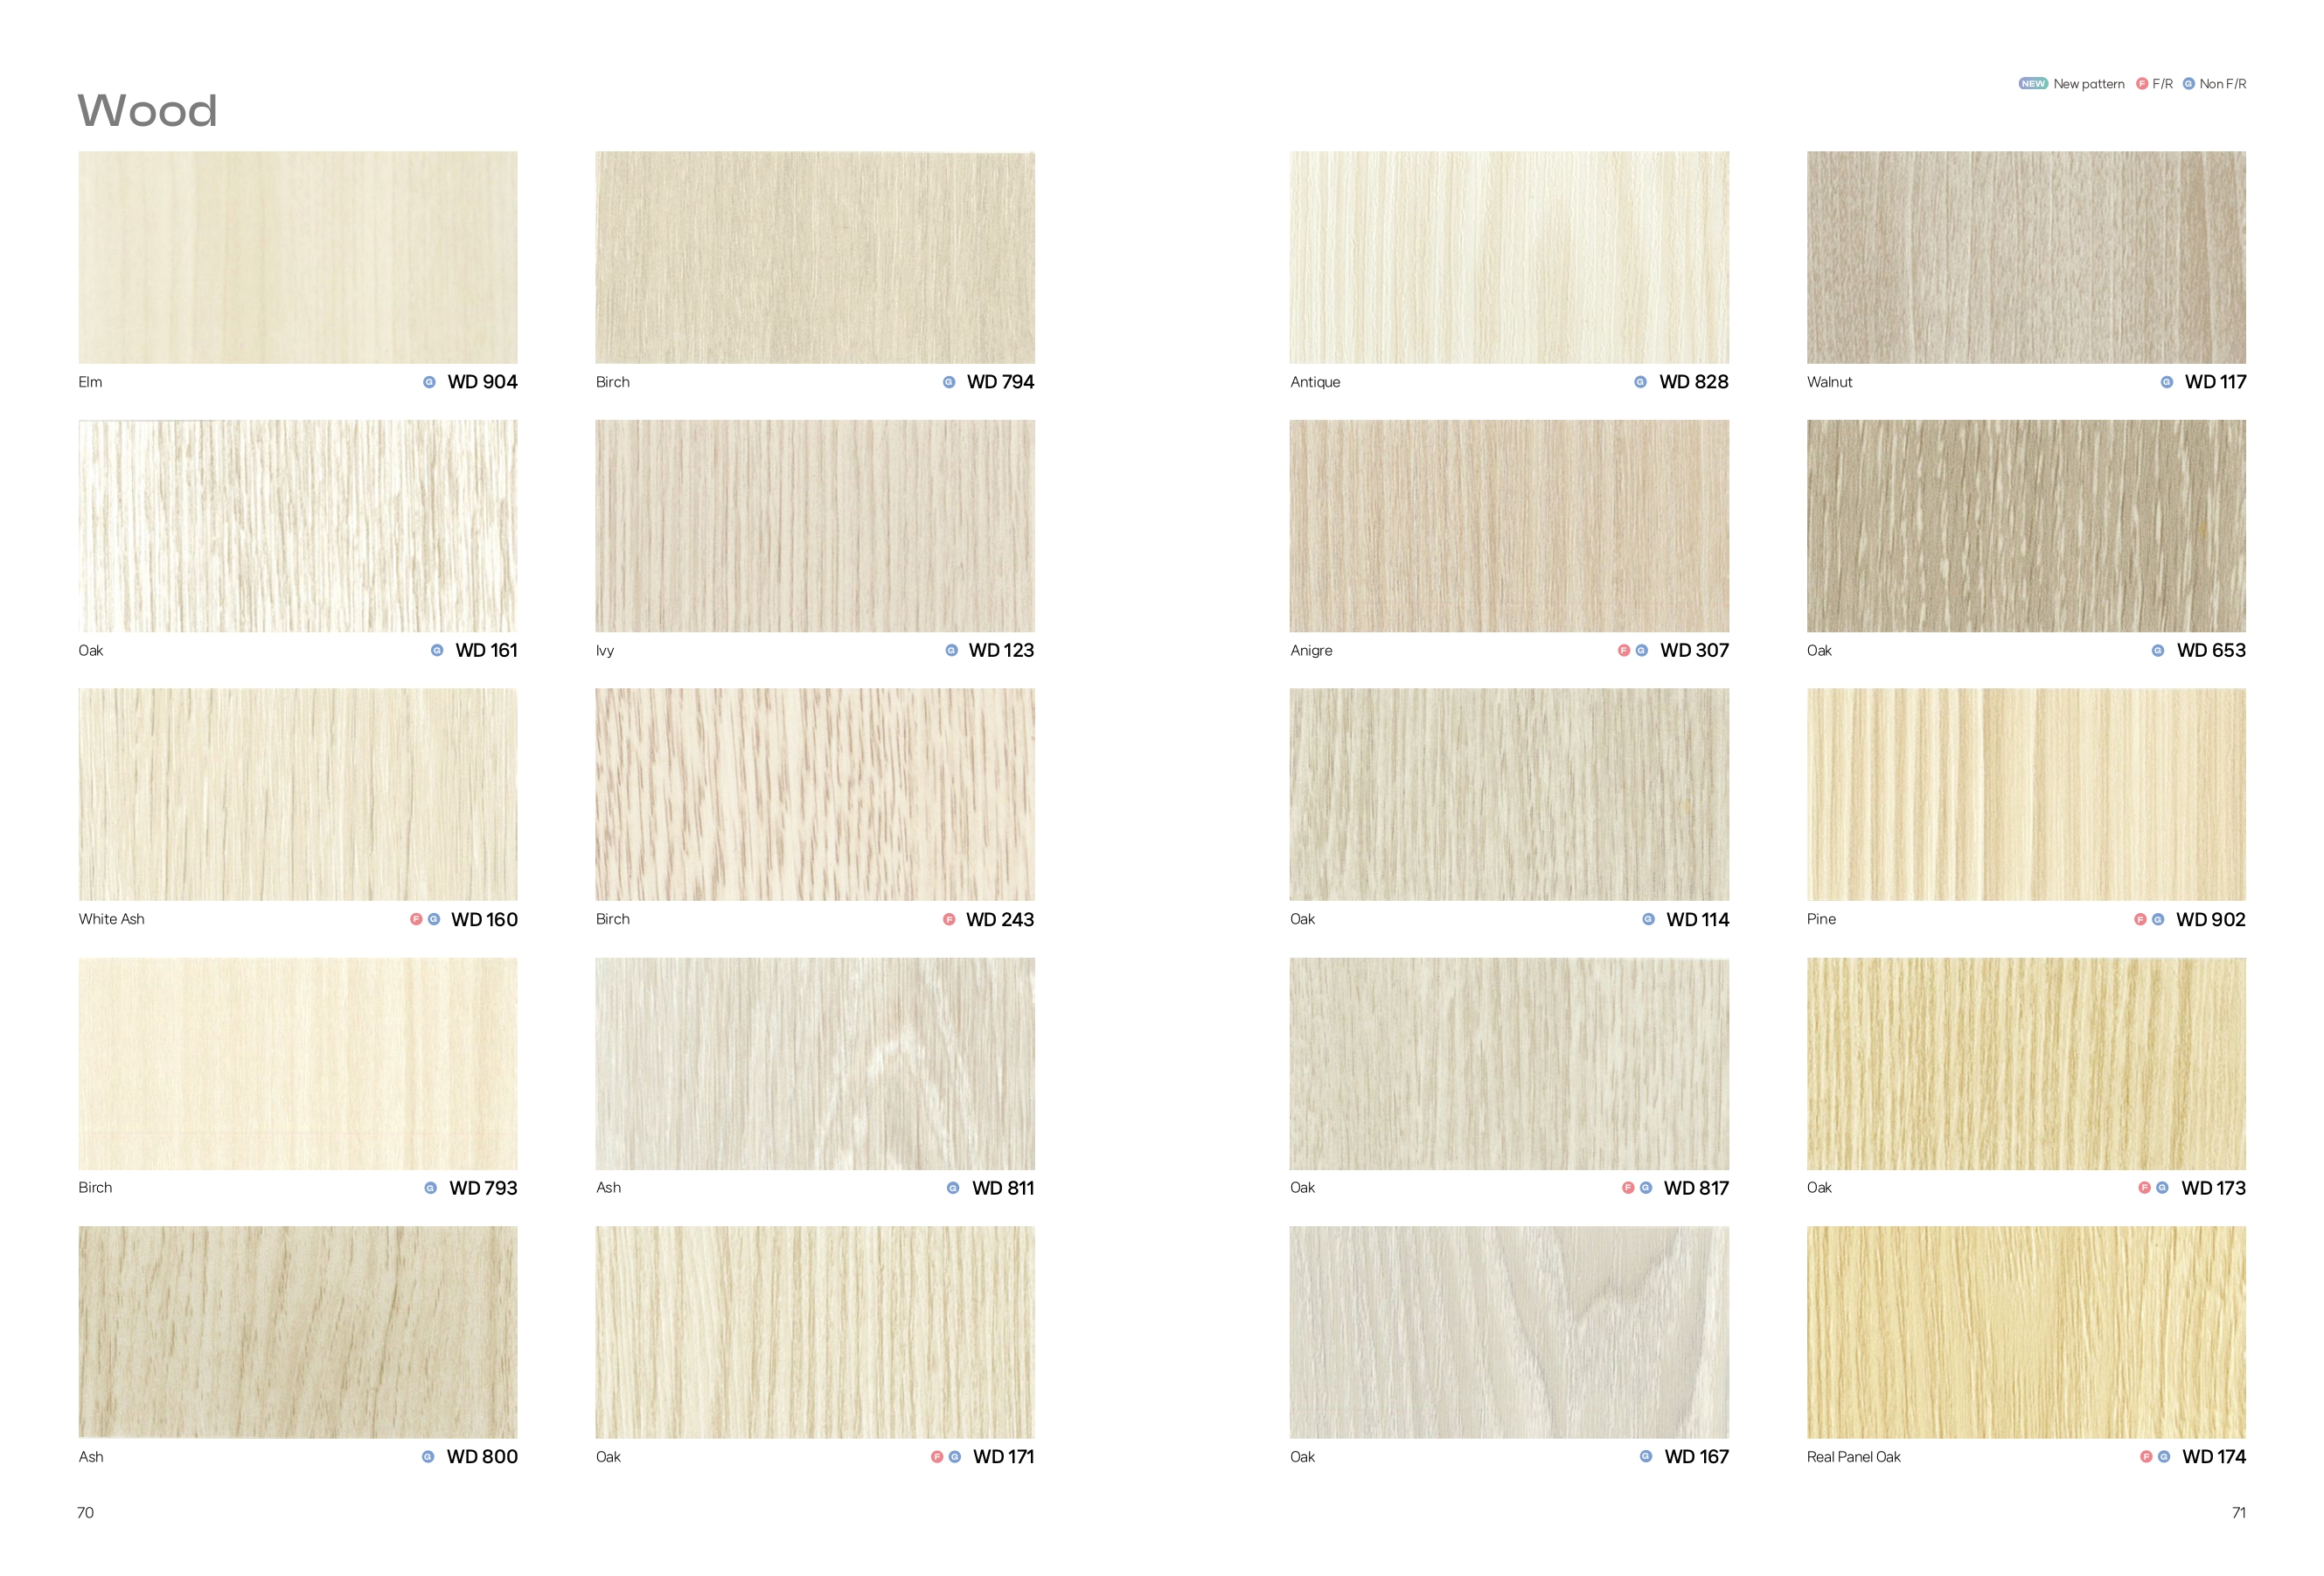 Wood
NEW New pattern F F/R G Non F/R
Elm G WD 904
Birch G WD 794
Antique G WD 828
Walnut G WD 117
Oak G WD 161
Ivy G WD 123
Anigre F G WD 307
Oak G WD 653
White Ash F G WD 160
Birch F WD 243
Oak G WD 114
Pine F G WD 902
Birch G WD 793
Ash G WD 811
Oak F G WD 817
Oak F G WD 173
Ash G WD 800
Oak F G WD 171
Oak G WD 167
Real Panel Oak F G WD 174
70
71